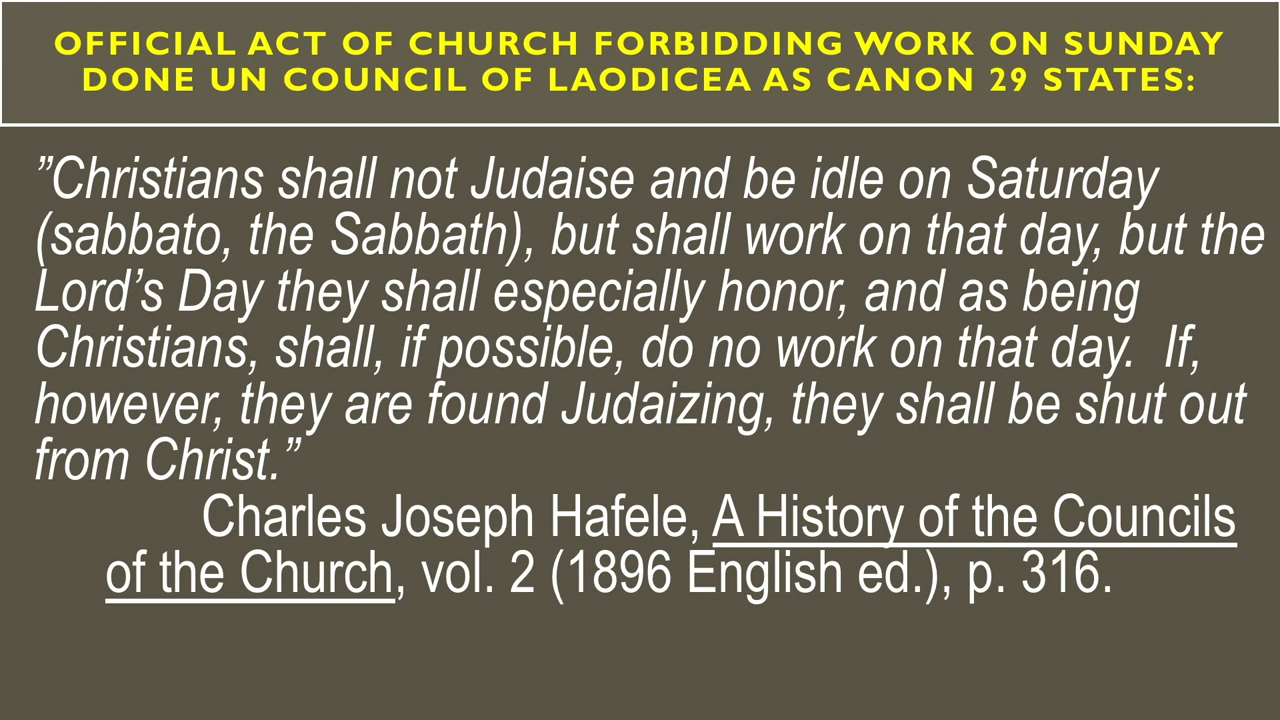 OFFICIAL ACT OF CHURCH FORBIDDING WORK ON SUNDAY
DONE UN COUNCIL OF LAODICEA AS CANON 29 STATES:
”Christians shall not Judaise and be idle on Saturday
(sabbato, the Sabbath), but shall work on that day, but the
Lord’s Day they shall especially honor, and as being
Christians, shall, if possible, do no work on that day.  If,
however, they are found Judaizing, they shall be shut out
from Christ.”
Charles Joseph Hafele, A History of the Councils
of the Church, vol. 2 (1896 English ed.), p. 316.